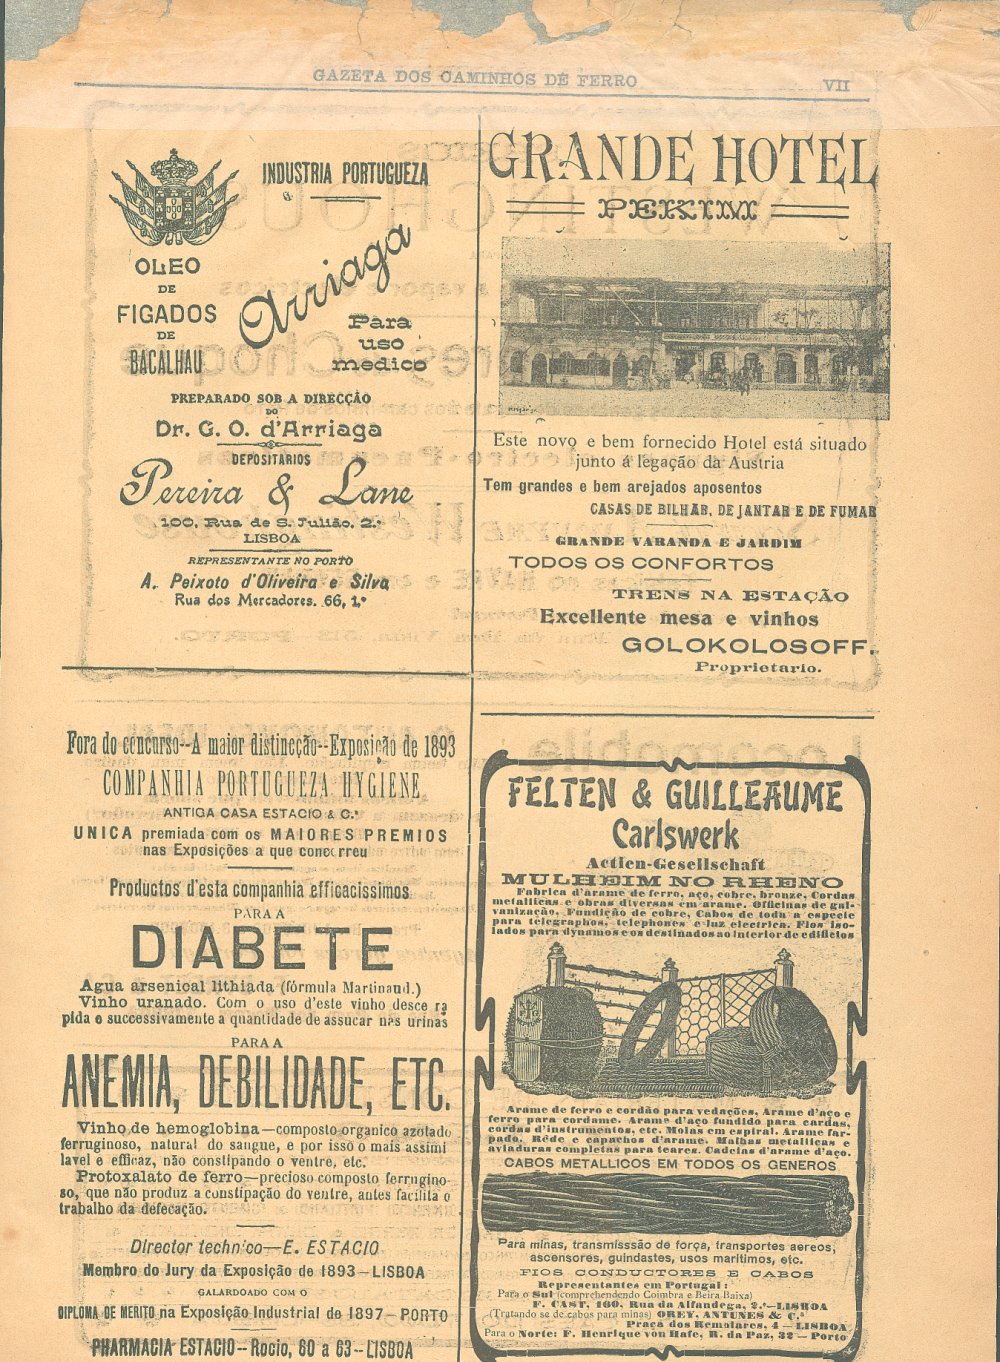 GAZETA DOS CAMINHOS DE FERRO
VII
INDUSTRIA PORTUGUEZA
OLEO
DE
FIGADOS
DE
BACALHAU
Arriaga
Para
uso
medico
PREPARADO SOB A DIRECÇÃO
DO
Dr. G. O. d'Arriaga
DEPOSITARIOS
Pereira & Lane
100, Rua de S. Julião, 2.º
LISBOA
REPRESENTANTE NO PORTO
A. Peixoto d'Oliveira e Silva
Rua dos Mercadores, 66, 1.º
GRANDE HOTEL
PEKIM
Este novo e bem fornecido Hotel está situado
junto á legação da Austria
Tem grandes e bem arejados aposentos
CASAS DE BILHAR, DE JANTAR E DE FUMAR
GRANDE VARANDA E JARDIM
TODOS OS CONFORTOS
TRENS NA ESTAÇÃO
Excellente mesa e vinhos
GOLOKOLOSOFF.
Proprietario.
Fora do concurso--A maior distincção--Exposição de 1893
COMPANHIA PORTUGUEZA HYGIENE
ANTIGA CASA ESTACIO & C.ª
UNICA premiada com os MAIORES PREMIOS
nas Exposições a que concorreu
Productos d'esta companhia efficacissimos
PARA A
DIABETE
Agua arsenical lithiada (fórmula Martinaud.)
Vinho uranado. Com o uso d'este vinho desce ra
pida e successivamente a quantidade de assucar nas urinas
PARA A
ANEMIA, DEBILIDADE, ETC.
Vinho de hemoglobina—composto organico azotado
ferruginoso, natural do sangue, e por isso o mais assimi
lavel e efficaz, não constipando o ventre, etc.
Protoxalato de ferro—precioso composto ferrugino-
so, que não produz a constipação do ventre, antes facilita o
trabalho da defecação.
Director technico—E. ESTACIO
Membro do Jury da Exposição de 1893—LISBOA
GALARDOADO COM O
DIPLOMA DE MERITO na Exposição Industrial de 1897—PORTO
PHARMACIA ESTACIO—Rocio, 60 a 63—LISBOA
FELTEN & GUILLEAUME
Carlswerk
Actien-Gesellschaft
MULHEIM NO RHENO
Fabrica d'arame de ferro, aço, cobre, bronze, Cordas
metallicas e obras diversas em arame. Officinas de gal-
vanização, Fundição de cobre, Cabos de toda a especie
para telegraphos, telephones e luz electrica. Fios iso-
lados para dynamos e os destinados ao interior de edificios
Arame de ferro e cordão para vedações, Arame d'aço e
ferro para cordame. Arame d'aço fundido para cardas,
cordas d'instrumentos, etc. Molas em espiral. Arame far-
pado. Rêde e capachos d'arame. Malhas metallicas e
aviaduras completas para teares. Cadeias d'arame d'aço.
CABOS METALLICOS EM TODOS OS GENEROS
Para minas, transmisssão de força, transportes aereos,
ascensores, guindastes, usos maritimos, etc.
FIOS CONDUCTORES E CABOS
Representantes em Portugal:
Para o Sul (comprehendendo Coimbra e Beira Baixa)
F. CAST, 160, Rua da Alfandega, 2.º—LISBOA
(Tratando se de cabos para minas) OREY, ANTUNES & C.ª
Praça dos Remolares, 4—LISBOA
Para o Norte: F. Henrique von Hafe, R. da Paz, 32—Porto